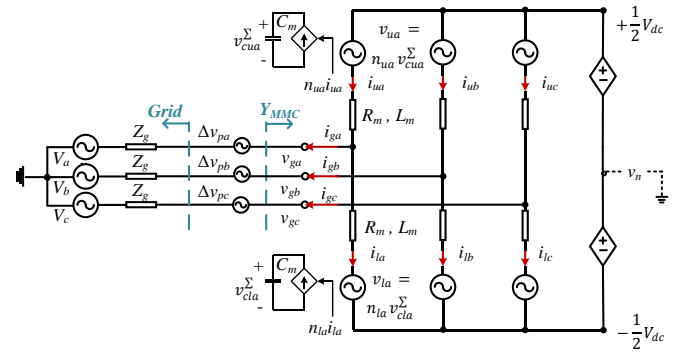 + C_m v_{ua} = + \frac{1}{2} V_{dc}
v_{cua}^Σ n_{ua} v_{cua}^Σ
-
n_{ua}i_{ua} i_{ua} i_{ub} i_{uc}
Grid Y_{MMC} R_m , L_m
Z_g Δv_{pa} i_{ga}
V_a Z_g Δv_{pb} v_{ga} i_{gb} v_n
V_b Z_g Δv_{pc} v_{gb} i_{gc}
V_c v_{gc} R_m , L_m
+ C_m i_{la} i_{lb} i_{lc}
v_{cla}^Σ v_{la} =
- n_{la} v_{cla}^Σ
n_{la}i_{la} - \frac{1}{2} V_{dc}